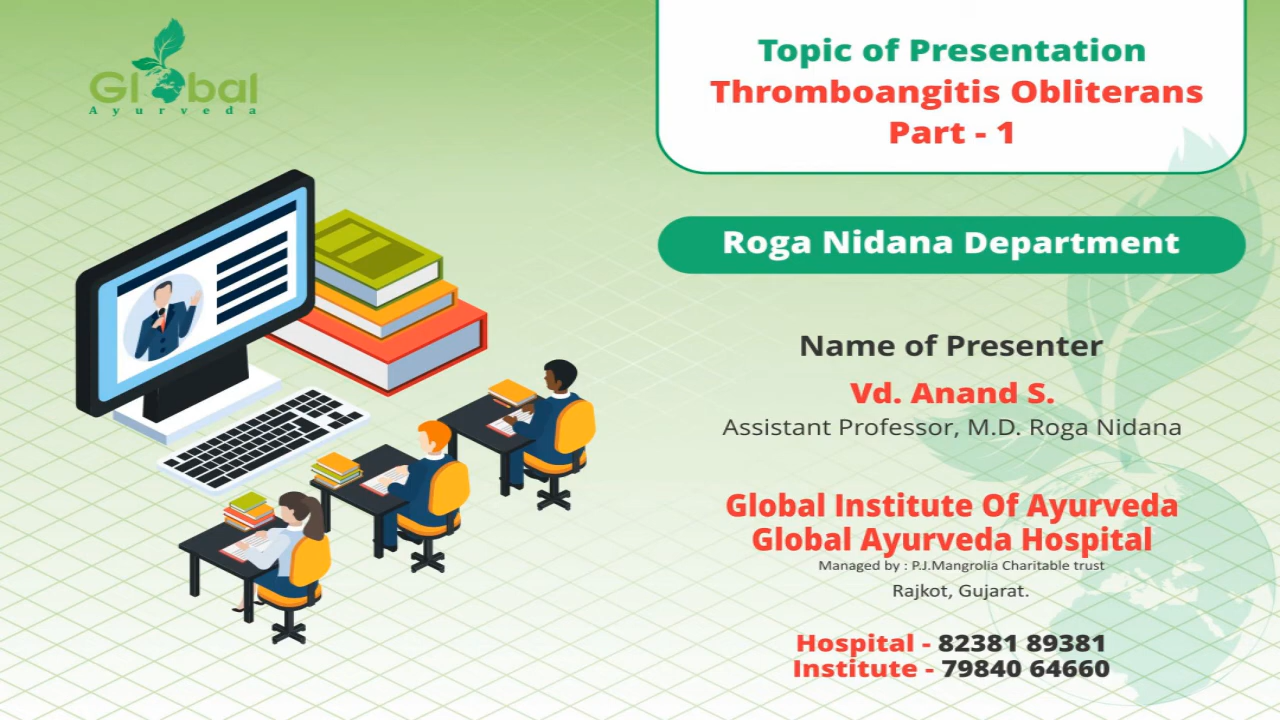 Global
Ayurveda
Topic of Presentation
Thromboangitis Obliterans
Part - 1
Roga Nidana Department
Name of Presenter
Vd. Anand S.
Assistant Professor, M.D. Roga Nidana
Global Institute Of Ayurveda
Global Ayurveda Hospital
Managed by : P.J.Mangrolia Charitable trust
Rajkot, Gujarat.
Hospital - 82381 89381
Institute - 79840 64660